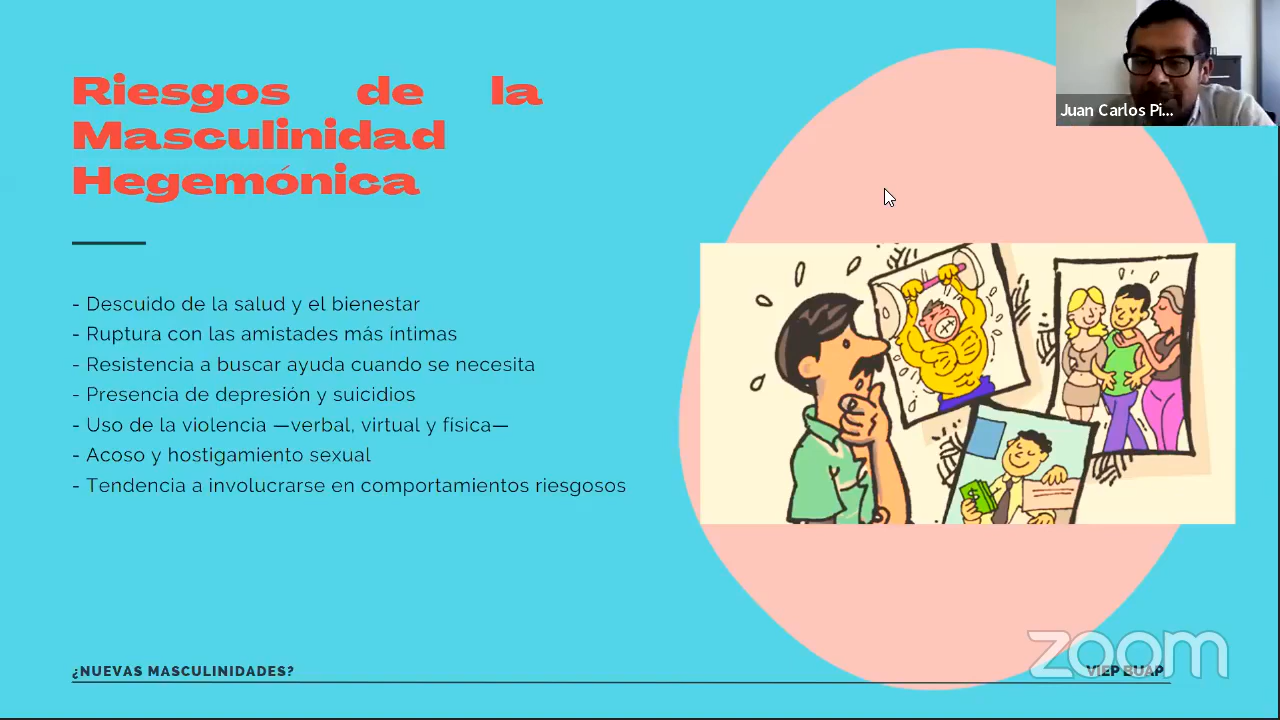 Juan Carlos Pi...
Riesgos de la
Masculinidad
Hegemónica
- Descuido de la salud y el bienestar
- Ruptura con las amistades más íntimas
- Resistencia a buscar ayuda cuando se necesita
- Presencia de depresión y suicidios
- Uso de la violencia —verbal, virtual y física—
- Acoso y hostigamiento sexual
- Tendencia a involucrarse en comportamientos riesgosos
$
¿NUEVAS MASCULINIDADES?
VIEP BUAP
zoom